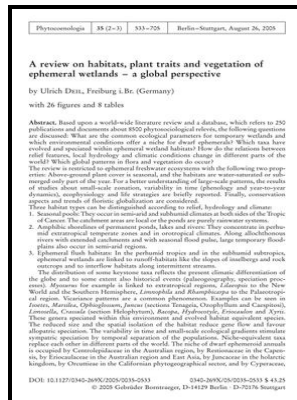 Phytocoenologia
35 (2–3)
533–705
Berlin–Stuttgart, August 26, 2005
A review on habitats, plant traits and vegetation of
ephemeral wetlands – a global perspective
by Ulrich DEIL, Freiburg i.Br. (Germany)
with 26 figures and 8 tables
Abstract. Based upon a world-wide literature review and a database, which refers to 250
publications and about 8500 phytosociological relevés, the following questions
are discussed: What are the common ecological parameters for temporary wetlands and
which environmental conditions offer a niche for dwarf ephemerals? Which taxa have
evolved and speciated within ephemeral wetland habitats? How do the relations between
relief features, local hydrology and climatic conditions change in different parts of the
world? Which global patterns in flora and vegetation do occur?
The review is restricted to ephemeral freshwater ecosystems with the following two prop-
erties: Above-ground plant cover is seasonal, and the habitats are water-saturated or sub-
merged only part of the year. For a better understanding of large-scale patterns, the results
of studies about small-scale zonation, variability in time (phenology and year-to-year
dynamics), zoogamy and life strategies are briefly reported. Finally, conservation
aspects and trends of floristic globalization are considered.
Three habitat types can be distinguished according to relief, hydrology and climate:
1. Seasonal pools: They occur in semi-arid and subhumid climates at both sides of the Tropic
of Cancer. The catchment areas are local or the ponds are purely rainwater systems.
2. Amphibic shorelines of permanent ponds, lakes and rivers: They concentrate in perhu-
mid extratropical temperate zones and in orotropical climates. Along allochthonous
rivers with extended catchments and with seasonal flood pulse, large temporary flood-
plains also occur in semi-arid regions.
3. Ephemeral flush habitats: In the perhumid tropics and in the subhumid subtropics,
ephemeral wetlands are linked to runoff-habitats like the slopes of inselbergs and rock
outcrops and to interflow habitats along intermittent creeks.
The distribution of some keystone taxa reflects the present climatic differentiation of
the globe and to some extent also historical events (palaeogeography, speciation proc-
esses). Myosurus for example is linked to extratropical regions, Lilaeopsis to the New
World and the Southern Hemisphere, Limnophila and Rhamphicarpa to the Palaeotropi-
cal region. Vicariance patterns are a common phenomenon. Examples can be seen in
Isoetes, Marsilea, Ophioglossum, Juncus (sections Tenageia, Ozophyllum and Caespitosi),
Limosella, Crassula (section Helophytum), Bacopa, Hydromystele, Eriocaulon and Xyris.
These genera speciated within this environment and evolved habitat equivalent species.
The reduced size and the spatial isolation of the habitat reduce gene flow and favour
allopatric speciation. The variability in time and small-scale ecological gradients stimulates
sympatric speciation by temporal separation of the populations. Niche-equivalent taxa
replace each other in different parts of the world. The niche of dwarf ephemeral annuals
is occupied by Centrolepidaceae in the Australian region, by Restionaceae in the Capen-
sis, by Eriocaulaceae in the Australian region and East Asia, by Juncaceae in the holarctic
kingdom, by Orcuttieae in the Californian phytogeographical sector, and by Cyperaceae,
DOI: 10.1127/0340-269X/2005/0035-0533
0340-269X/05/0035-0533 $ 43.25
© 2005 Gebrüder Borntraeger, D-14129 Berlin · D-70176 Stuttgart